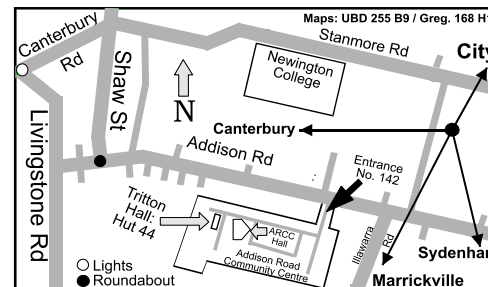 Maps: UBD 255 B9 / Greg. 168 H
Canterbury
Rd
Stanmore Rd
City
Shaw St
Newington
College
N
Canterbury
Livingstone Rd
Addison Rd
Entrance
No. 142
Tritton
Hall:
Hut 44
ARCC
Hall
Illawarra
Rd
Addison Road
Community Centre
Sydenha
Marrickville
Lights
Roundabout